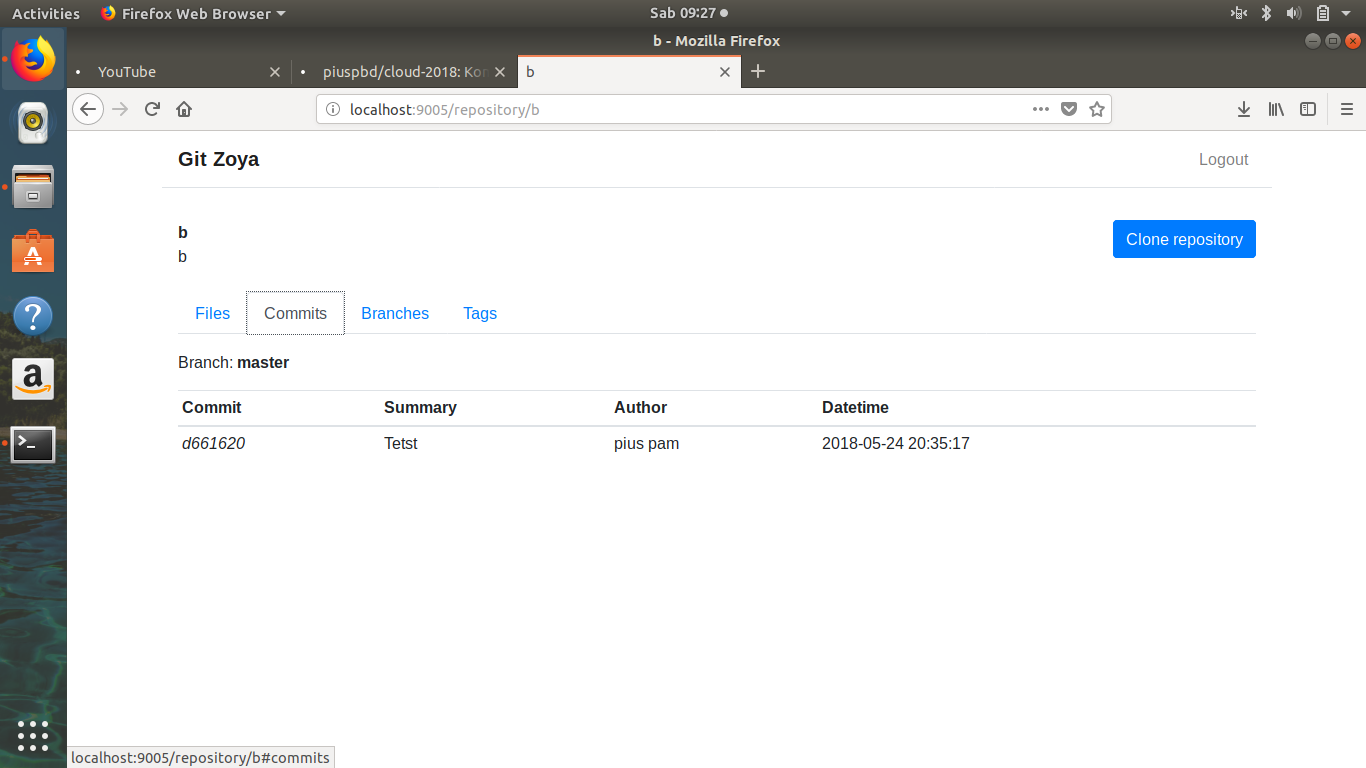 Activities Firefox Web Browser Sab 09:27
b - Mozilla Firefox
YouTube piuspbd/cloud-2018: Kor b
localhost:9005/repository/b
Git Zoya Logout
b
b
Clone repository
Files Commits Branches Tags
Branch: master
Commit Summary Author Datetime
d661620 Tetst pius pam 2018-05-24 20:35:17
localhost:9005/repository/b#commits